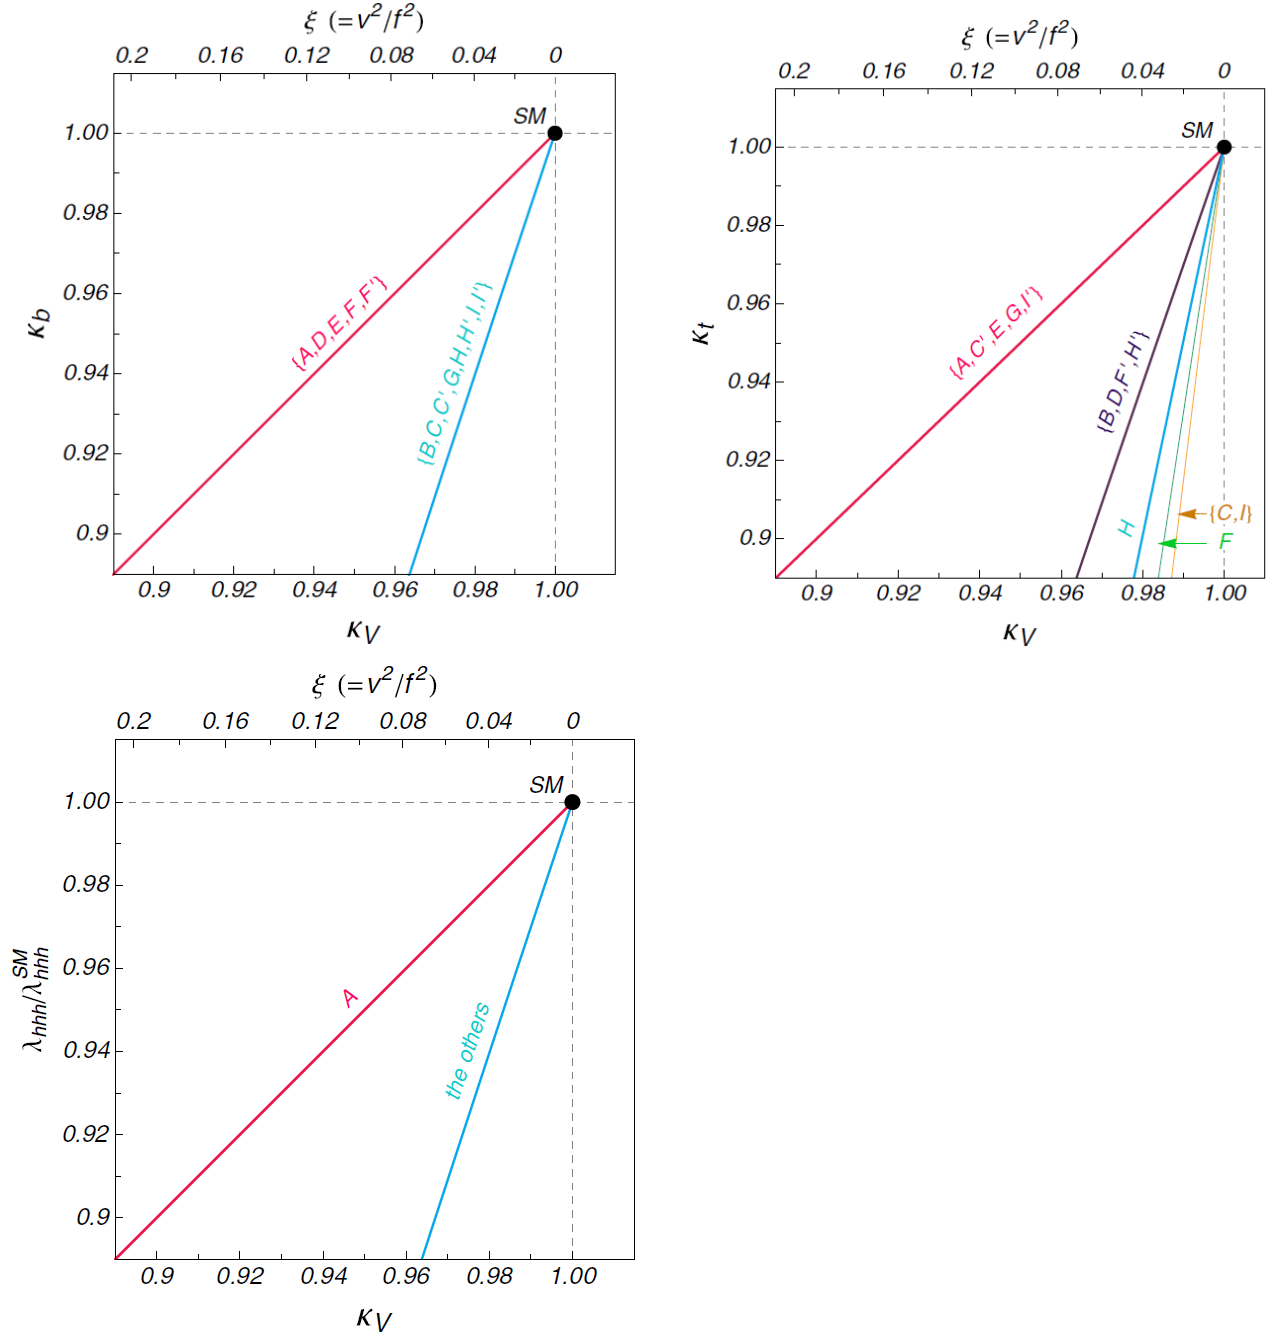 ξ (=v²/f²)
0.2 0.16 0.12 0.08 0.04 0
SM
1.00
0.98
0.96
0.94
0.92
0.9
κb
{A,D,E,F,F'}
{B,C,C',G,H,H',I,I'}
0.9 0.92 0.94 0.96 0.98 1.00
κV
ξ (=v²/f²)
0.2 0.16 0.12 0.08 0.04 0
SM
1.00
0.98
0.96
0.94
0.92
0.9
κt
{A,C',E,G,I'}
{B,D,F',H'}
H
{C,I}
F
0.9 0.92 0.94 0.96 0.98 1.00
κV
ξ (=v²/f²)
0.2 0.16 0.12 0.08 0.04 0
SM
1.00
0.98
0.96
0.94
0.92
0.9
λhhh/λhhh^SM
A
the others
0.9 0.92 0.94 0.96 0.98 1.00
κV